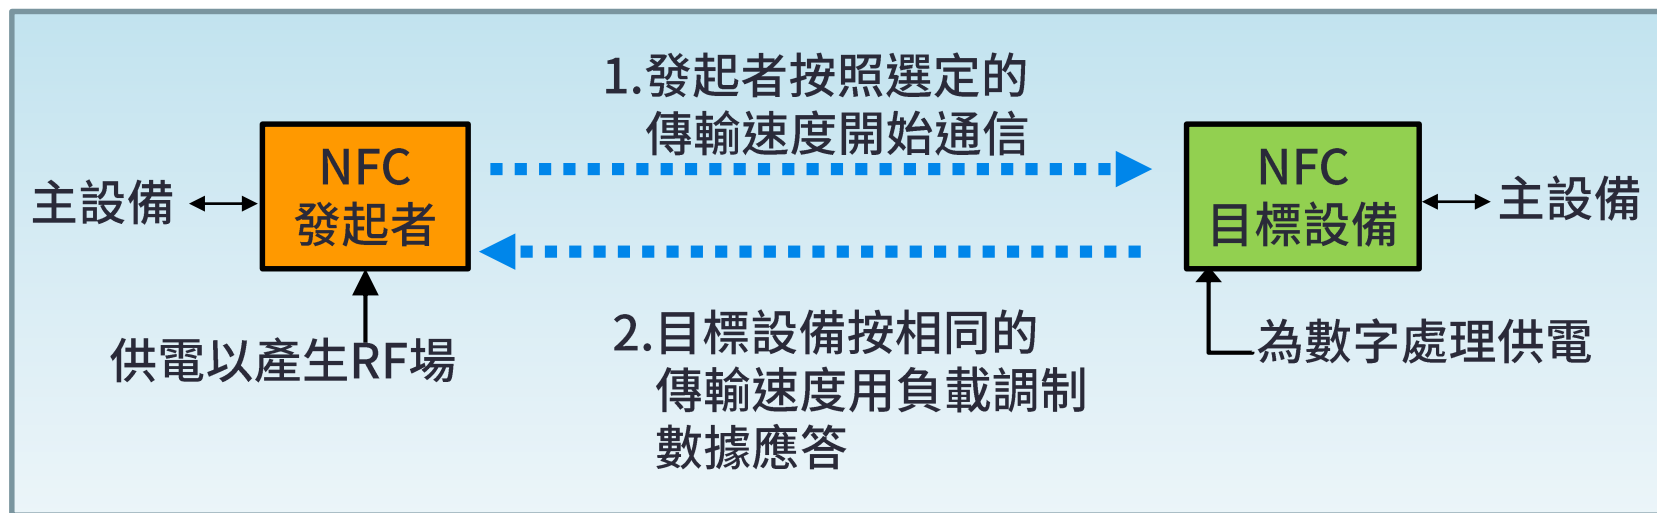 1.發起者按照選定的
傳輸速度開始通信
主設備
NFC
發起者
NFC
目標設備
主設備
供電以產生RF場
2.目標設備按相同的
傳輸速度用負載調制
數據應答
為數字處理供電